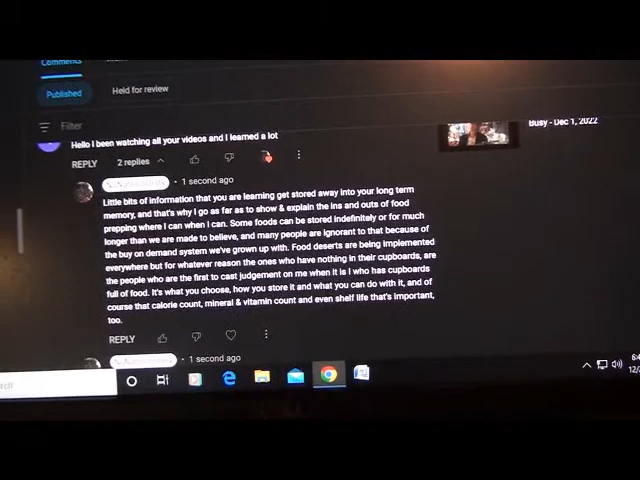 Comments
Published
Held for review
Filter
Busy - Dec 1, 2022
Hello I been watching all your videos and I learned a lot
REPLY 2 replies
• 1 second ago
Little bits of information that you are learning get stored away into your long term
memory, and that's why I go as far as to show & explain the ins and outs of food
prepping where I can when I can. Some foods can be stored indefinitely or for much
longer than we are made to believe, and many people are ignorant to that because of
the buy on demand system we've grown up with. Food deserts are being implemented
everywhere but for whatever reason the ones who have nothing in their cupboards, are
the people who are the first to cast judgement on me when it is I who has cupboards
full of food. It's what you choose, how you store it and what you can do with it, and of
course that calorie count, mineral & vitamin count and even shelf life that's important,
too.
REPLY
• 1 second ago